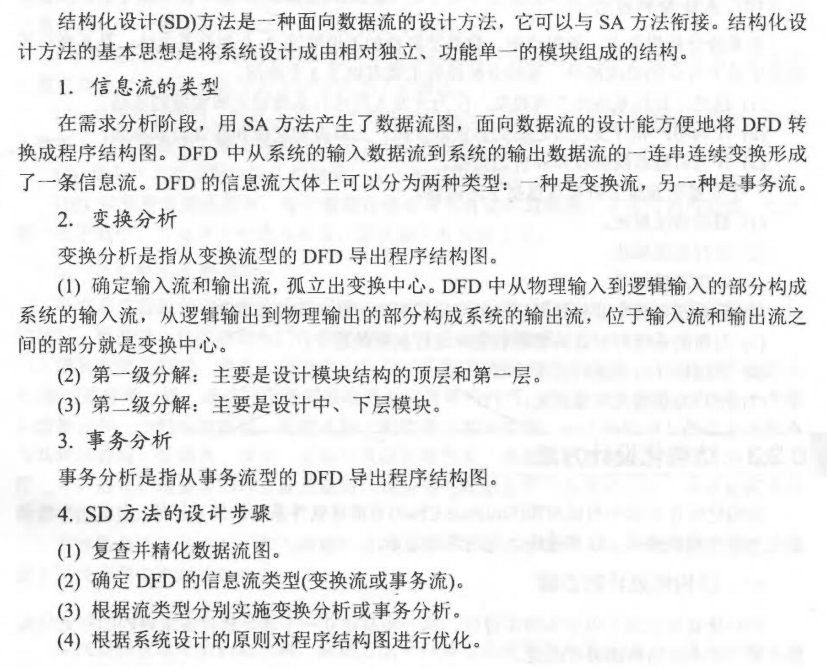 结构化设计(SD)方法是一种面向数据流的设计方法，它可以与 SA 方法衔接。结构化设
计方法的基本思想是将系统设计成由相对独立、功能单一的模块组成的结构。
1. 信息流的类型
在需求分析阶段，用 SA 方法产生了数据流图，面向数据流的设计能方便地将 DFD 转
换成程序结构图。DFD 中从系统的输入数据流到系统的输出数据流的一连串连续变换形成
了一条信息流。DFD 的信息流大体上可以分为两种类型：一种是变换流，另一种是事务流。
2. 变换分析
变换分析是指从变换流型的 DFD 导出程序结构图。
(1) 确定输入流和输出流，孤立出变换中心。DFD 中从物理输入到逻辑输入的部分构成
系统的输入流，从逻辑输出到物理输出的部分构成系统的输出流，位于输入流和输出流之
间的部分就是变换中心。
(2) 第一级分解：主要是设计模块结构的顶层和第一层。
(3) 第二级分解：主要是设计中、下层模块。
3. 事务分析
事务分析是指从事务流型的 DFD 导出程序结构图。
4. SD 方法的设计步骤
(1) 复查并精化数据流图。
(2) 确定 DFD 的信息流类型(变换流或事务流)。
(3) 根据流类型分别实施变换分析或事务分析。
(4) 根据系统设计的原则对程序结构图进行优化。